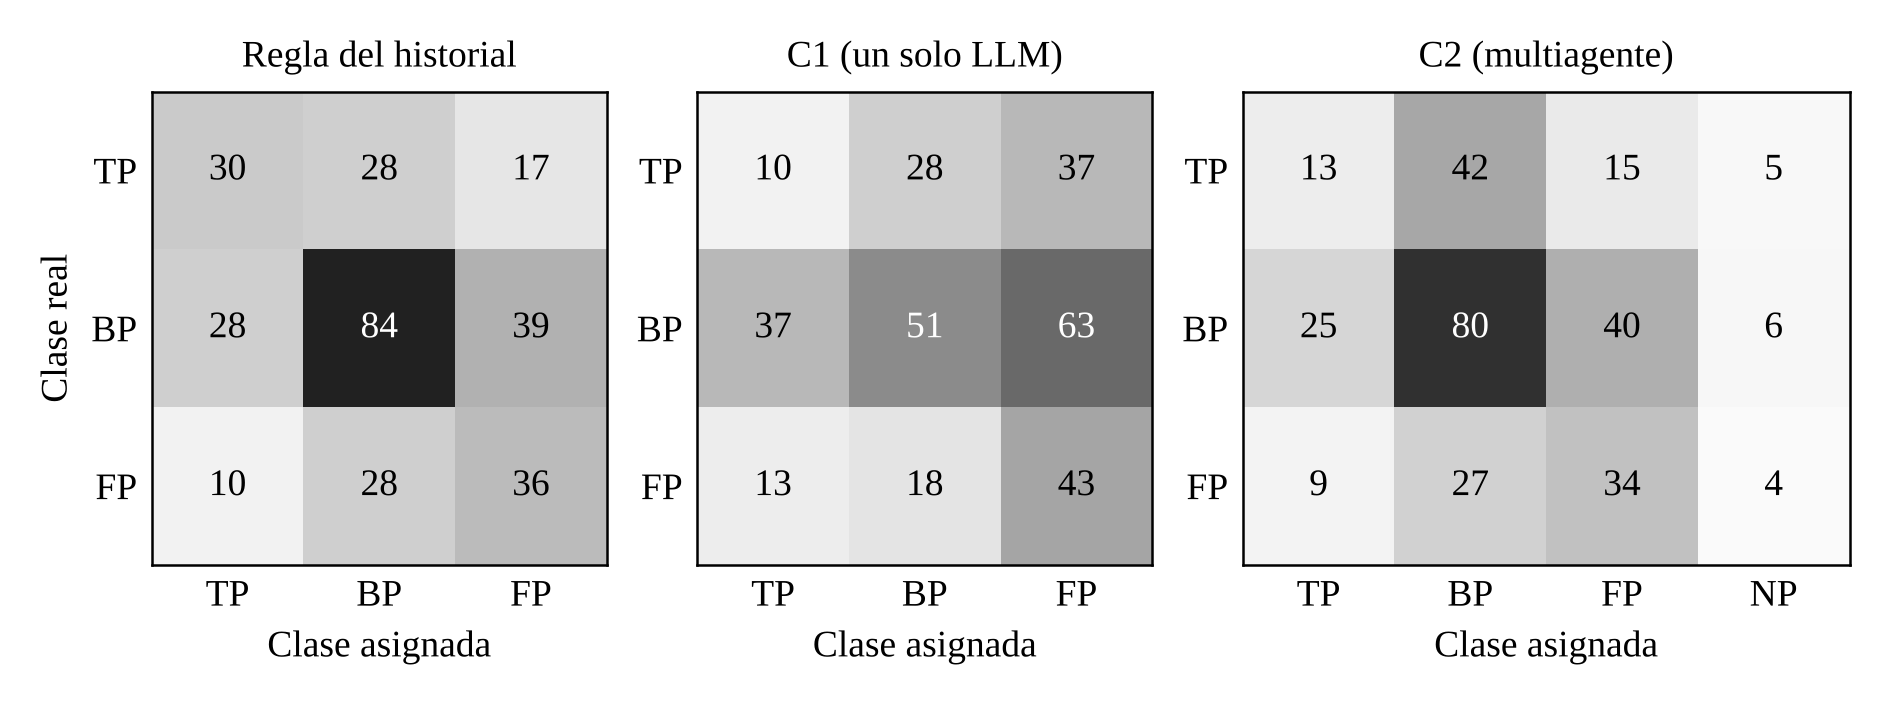 Regla del historial
C1 (un solo LLM)
C2 (multiagente)
Clase real
TP 30 28 17
BP 28 84 39
FP 10 28 36
TP BP FP
Clase asignada
TP 10 28 37
BP 37 51 63
FP 13 18 43
TP BP FP
Clase asignada
TP 13 42 15 5
BP 25 80 40 6
FP 9 27 34 4
TP BP FP NP
Clase asignada